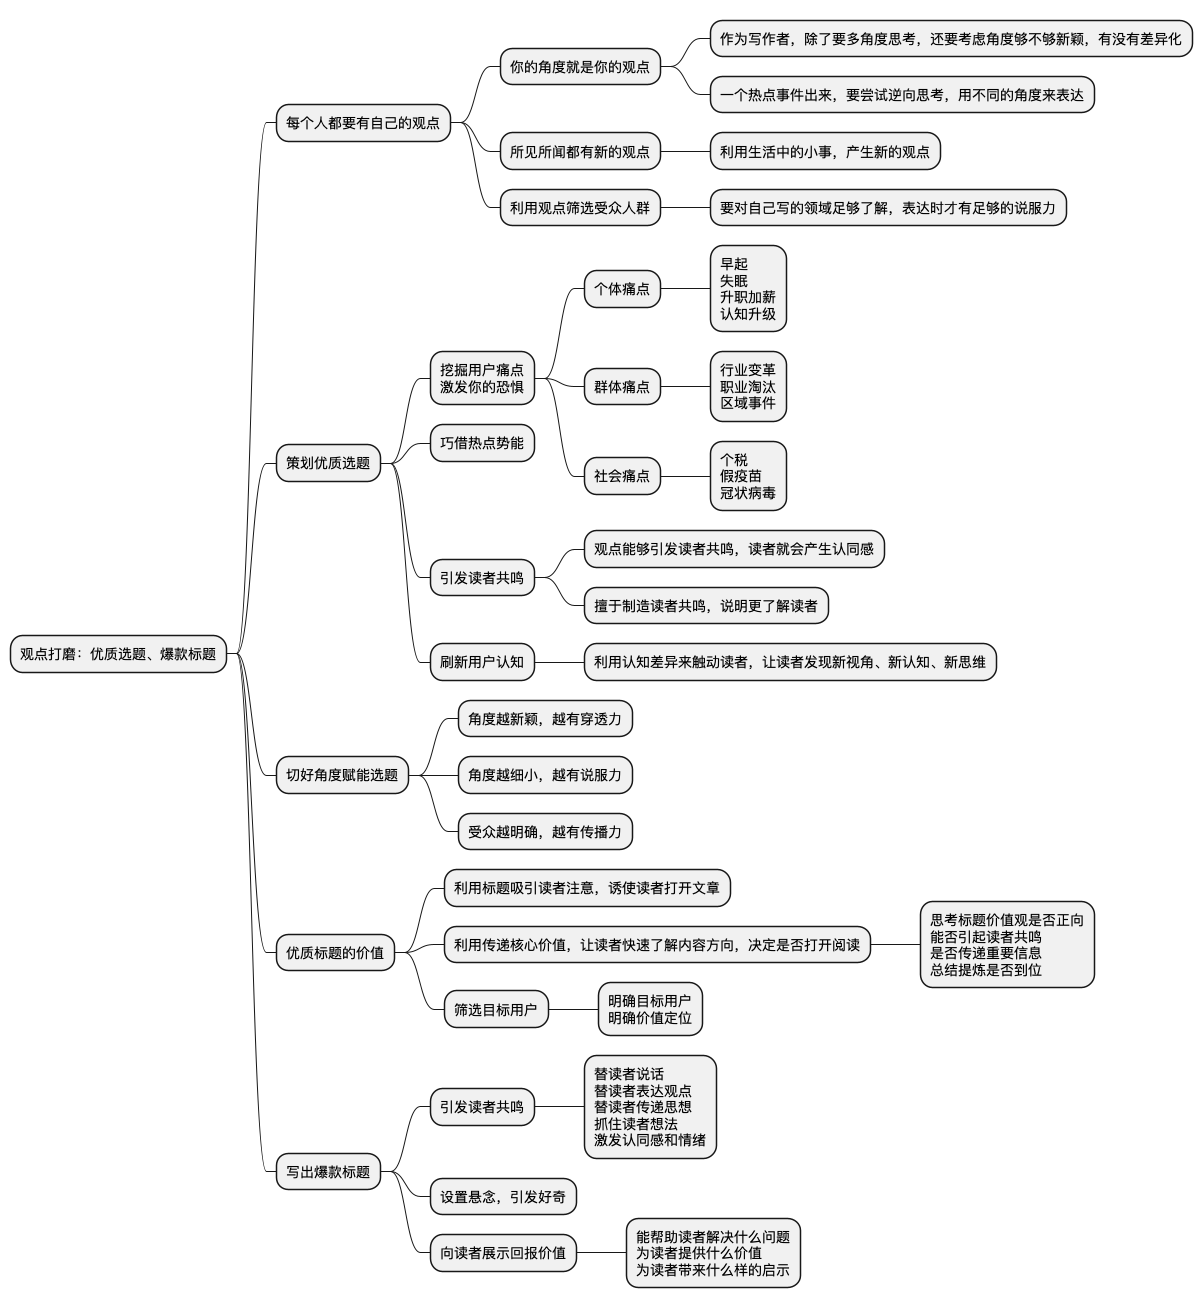 观点打磨：优质选题、爆款标题
每个人都要有自己的观点
你的角度就是你的观点
作为写作者，除了要多角度思考，还要考虑角度够不够新颖，有没有差异化
一个热点事件出来，要尝试逆向思考，用不同的角度来表达
所见所闻都有新的观点
利用生活中的小事，产生新的观点
利用观点筛选受众人群
要对自己写的领域足够了解，表达时才有足够的说服力
策划优质选题
挖掘用户痛点
激发你的恐惧
个体痛点
早起
失眠
升职加薪
认知升级
群体痛点
行业变革
职业淘汰
区域事件
社会痛点
个税
假疫苗
冠状病毒
巧借热点势能
引发读者共鸣
观点能够引发读者共鸣，读者就会产生认同感
擅于制造读者共鸣，说明更了解读者
刷新用户认知
利用认知差异来触动读者，让读者发现新视角、新认知、新思维
切好角度赋能选题
角度越新颖，越有穿透力
角度越细小，越有说服力
受众越明确，越有传播力
优质标题的价值
利用标题吸引读者注意，诱使读者打开文章
利用传递核心价值，让读者快速了解内容方向，决定是否打开阅读
思考标题价值观是否正向
能否引起读者共鸣
是否传递重要信息
总结提炼是否到位
筛选目标用户
明确目标用户
明确价值定位
写出爆款标题
引发读者共鸣
替读者说话
替读者表达观点
替读者传递思想
抓住读者想法
激发认同感和情绪
设置悬念，引发好奇
向读者展示回报价值
能帮助读者解决什么问题
为读者提供什么价值
为读者带来什么样的启示